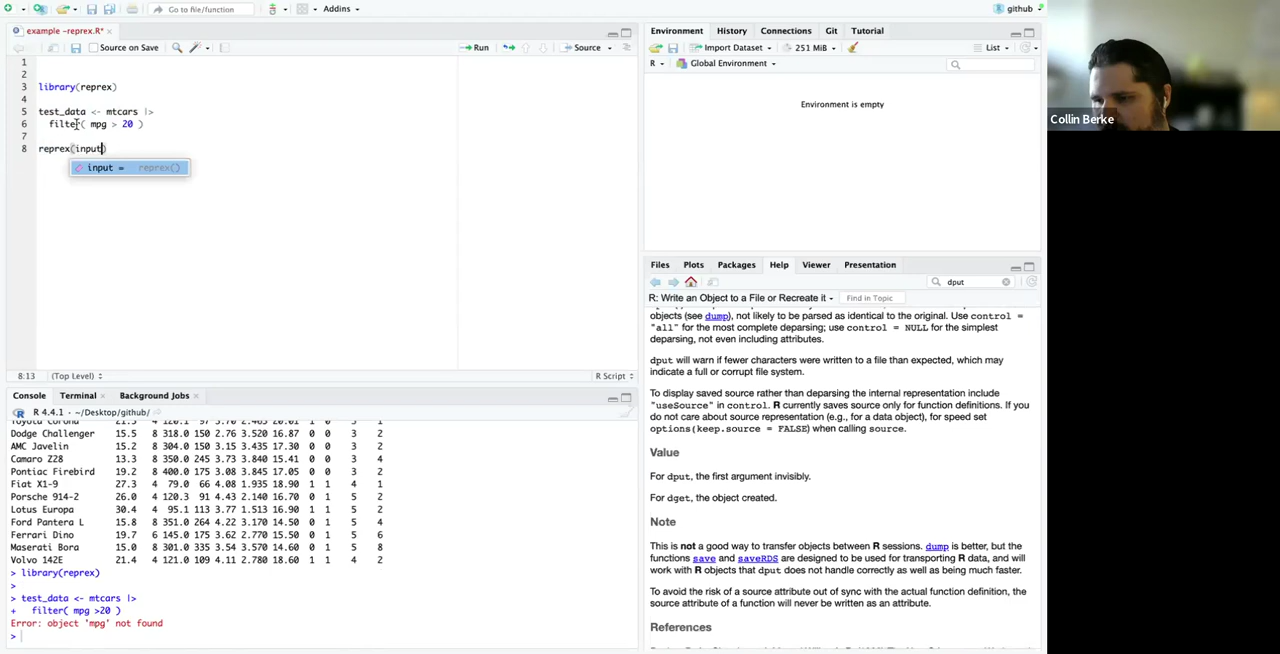 Go to file/function
Addins
github
example -reprex.R*
Source on Save
Run
Source
1
2
3 library(reprex)
4
5 test_data <- mtcars |>
6 filter( mpg > 20 )
7
8 reprex(input)
input = reprex()
8:13 (Top Level) R Script
Console Terminal Background Jobs
R 4.4.1 · ~/Desktop/github/
Dodge Challenger 15.5 8 318.0 150 2.76 3.520 16.87 0 0 3 2
AMC Javelin 15.2 8 304.0 150 3.15 3.435 17.30 0 0 3 2
Camaro Z28 13.3 8 350.0 245 3.73 3.840 15.41 0 0 3 4
Pontiac Firebird 19.2 8 400.0 175 3.08 3.845 17.05 0 0 3 2
Fiat X1-9 27.3 4 79.0 66 4.08 1.935 18.90 1 1 4 1
Porsche 914-2 26.0 4 120.3 91 4.43 2.140 16.70 0 1 5 2
Lotus Europa 30.4 4 95.1 113 3.77 1.513 16.90 1 1 5 2
Ford Pantera L 15.8 8 351.0 264 4.22 3.170 14.50 0 1 5 4
Ferrari Dino 19.7 6 145.0 175 3.62 2.770 15.50 0 1 5 6
Maserati Bora 15.0 8 301.0 335 3.54 3.570 14.60 0 1 5 8
Volvo 142E 21.4 4 121.0 109 4.11 2.780 18.60 1 1 4 2
> library(reprex)
>
> test_data <- mtcars |>
+ filter( mpg >20 )
Error: object 'mpg' not found
>
Environment History Connections Git Tutorial
Import Dataset 251 MiB List
R Global Environment
Environment is empty
Files Plots Packages Help Viewer Presentation
dput
R: Write an Object to a File or Recreate it Find in Topic
objects (see dump), not likely to be parsed as identical to the original. Use control =
"all" for the most complete deparsing; use control = NULL for the simplest
deparsing, not even including attributes.
dput will warn if fewer characters were written to a file than expected, which may
indicate a full or corrupt file system.
To display saved source rather than deparsing the internal representation include
"useSource" in control. R currently saves source only for function definitions. If you
do not care about source representation (e.g., for a data object), for speed set
options(keep.source = FALSE) when calling source.
Value
For dput, the first argument invisibly.
For dget, the object created.
Note
This is not a good way to transfer objects between R sessions. dump is better, but the
functions save and saveRDS are designed to be used for transporting R data, and will
work with R objects that dput does not handle correctly as well as being much faster.
To avoid the risk of a source attribute out of sync with the actual function definition, the
source attribute of a function will never be written as an attribute.
References
Collin Berke